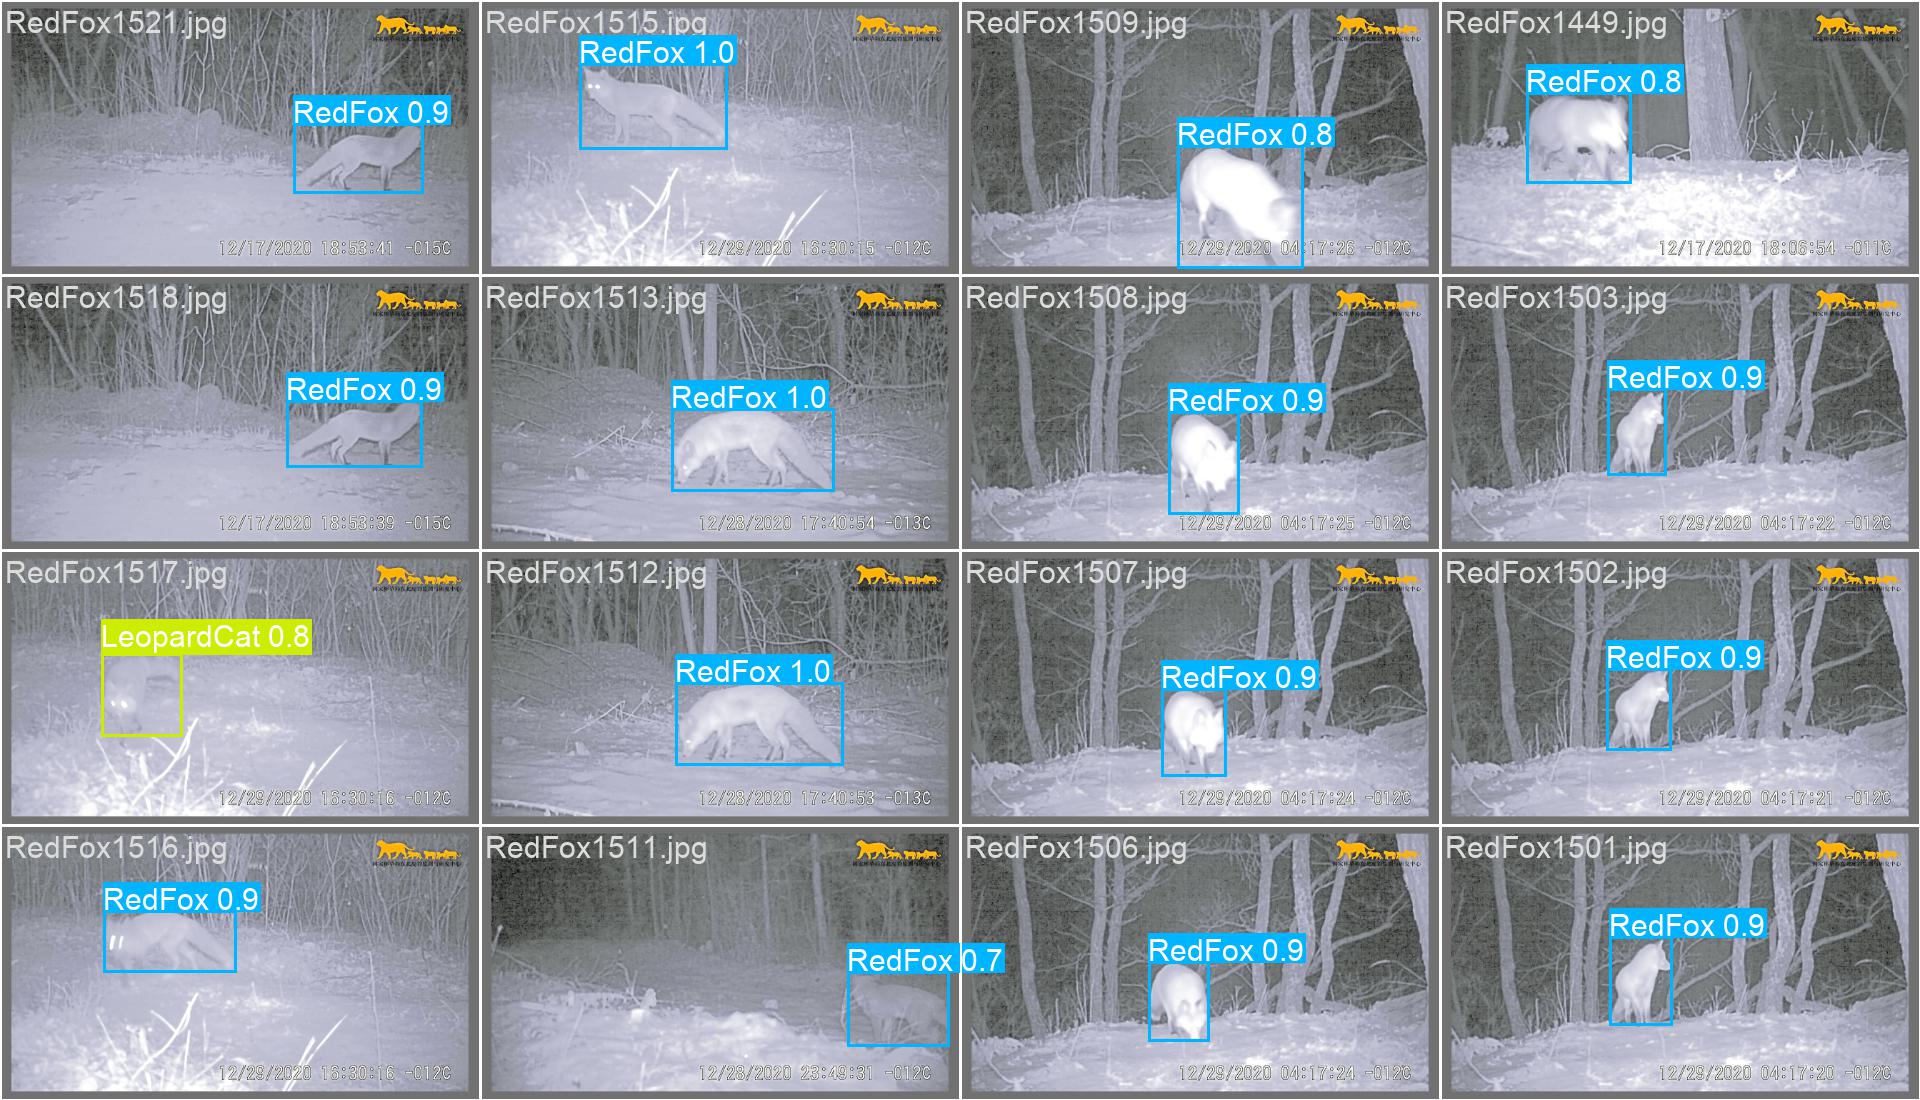 RedFox1521.jpg
RedFox 0.9
12/17/2020 18:53:41 -015C
RedFox1515.jpg
RedFox 1.0
12/29/2020 16:30:15 -012C
RedFox1509.jpg
RedFox 0.8
12/29/2020 04:17:26 -012C
RedFox1449.jpg
RedFox 0.8
12/17/2020 18:06:54 -011C
RedFox1518.jpg
RedFox 0.9
12/17/2020 18:53:39 -015C
RedFox1513.jpg
RedFox 1.0
12/28/2020 17:40:54 -013C
RedFox1508.jpg
RedFox 0.9
12/29/2020 04:17:25 -012C
RedFox1503.jpg
RedFox 0.9
12/29/2020 04:17:22 -012C
RedFox1517.jpg
LeopardCat 0.8
12/29/2020 16:30:16 -012C
RedFox1512.jpg
RedFox 1.0
12/28/2020 17:40:53 -013C
RedFox1507.jpg
RedFox 0.9
12/29/2020 04:17:24 -012C
RedFox1502.jpg
RedFox 0.9
12/29/2020 04:17:21 -012C
RedFox1516.jpg
RedFox 0.9
12/29/2020 16:30:16 -012C
RedFox1511.jpg
RedFox 0.7
12/28/2020 23:49:31 -012C
RedFox1506.jpg
RedFox 0.9
12/29/2020 04:17:24 -012C
RedFox1501.jpg
RedFox 0.9
12/29/2020 04:17:20 -012C